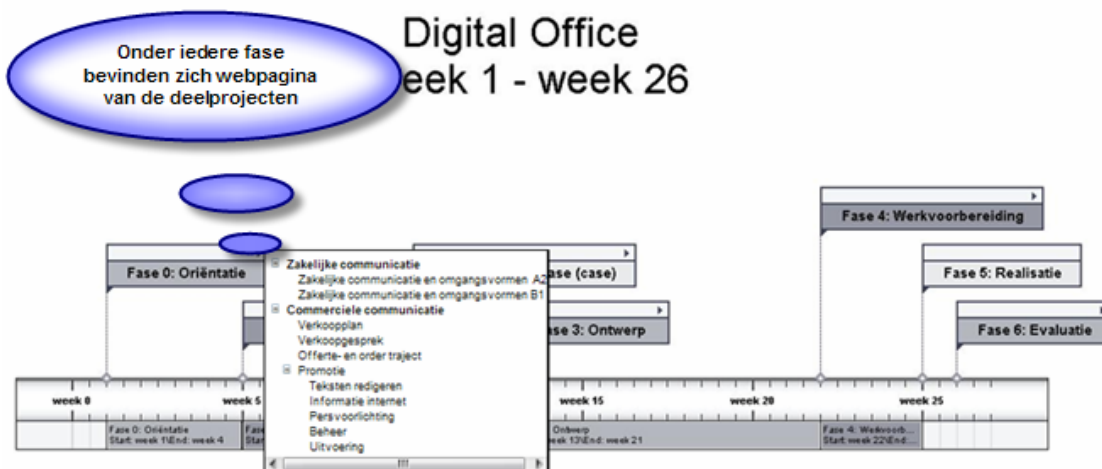 Digital Office
eek 1 - week 26
Onder iedere fase
bevinden zich webpagina
van de deelprojecten
Fase 4: Werkvoorbereiding
Fase 0: Oriëntatie
ase (case)
Fase 5: Realisatie
ase 3: Ontwerp
Fase 6: Evaluatie
Zakelijke communicatie
Zakelijke communicatie en omgangsvormen A2
Zakelijke communicatie en omgangsvormen B1
Commerciele communicatie
Verkoopplan
Verkoopgesprek
Offerte- en order traject
Promotie
Teksten redigeren
Informatie internet
Persvoorlichting
Beheer
Uitvoering
week 0
week 5
week 15
week 20
week 25
Fase 0: Oriëntatie
Start: week 1\End: week 4
Fase
Start
Ontwerp
eek 13\End: week 21
Fase 4: Werkvoorb...
Start: week 22\End: